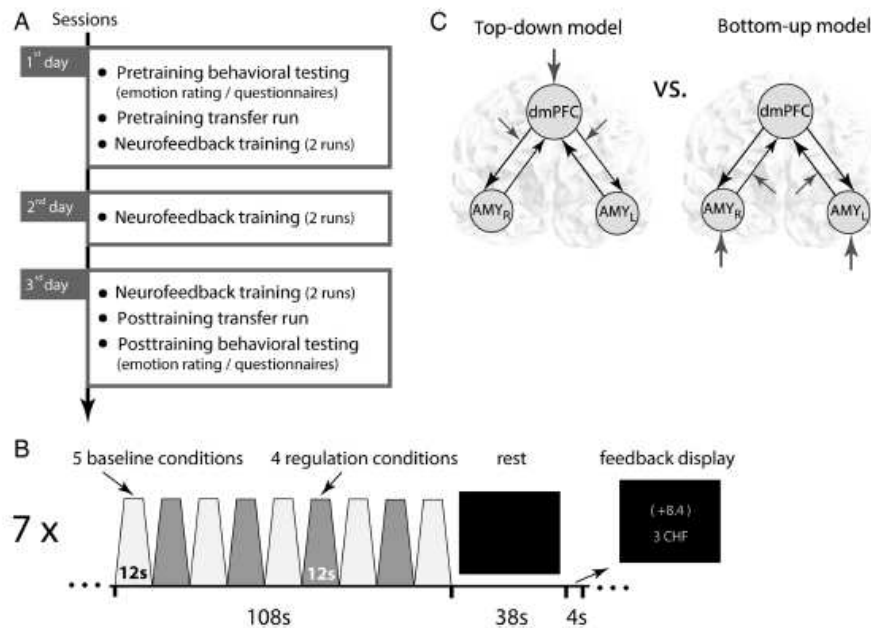 A
Sessions
1st day
● Pretraining behavioral testing
(emotion rating / questionnaires)
● Pretraining transfer run
● Neurofeedback training (2 runs)
2nd day
● Neurofeedback training (2 runs)
3rd day
● Neurofeedback training (2 runs)
● Posttraining transfer run
● Posttraining behavioral testing
(emotion rating / questionnaires)
C
Top-down model
vs.
Bottom-up model
dmPFC
AMYR
AMYL
dmPFC
AMYR
AMYL
B
5 baseline conditions
4 regulation conditions
rest
feedback display
7 x
12s
12s
(+8.4)
3 CHF
108s
38s
4s